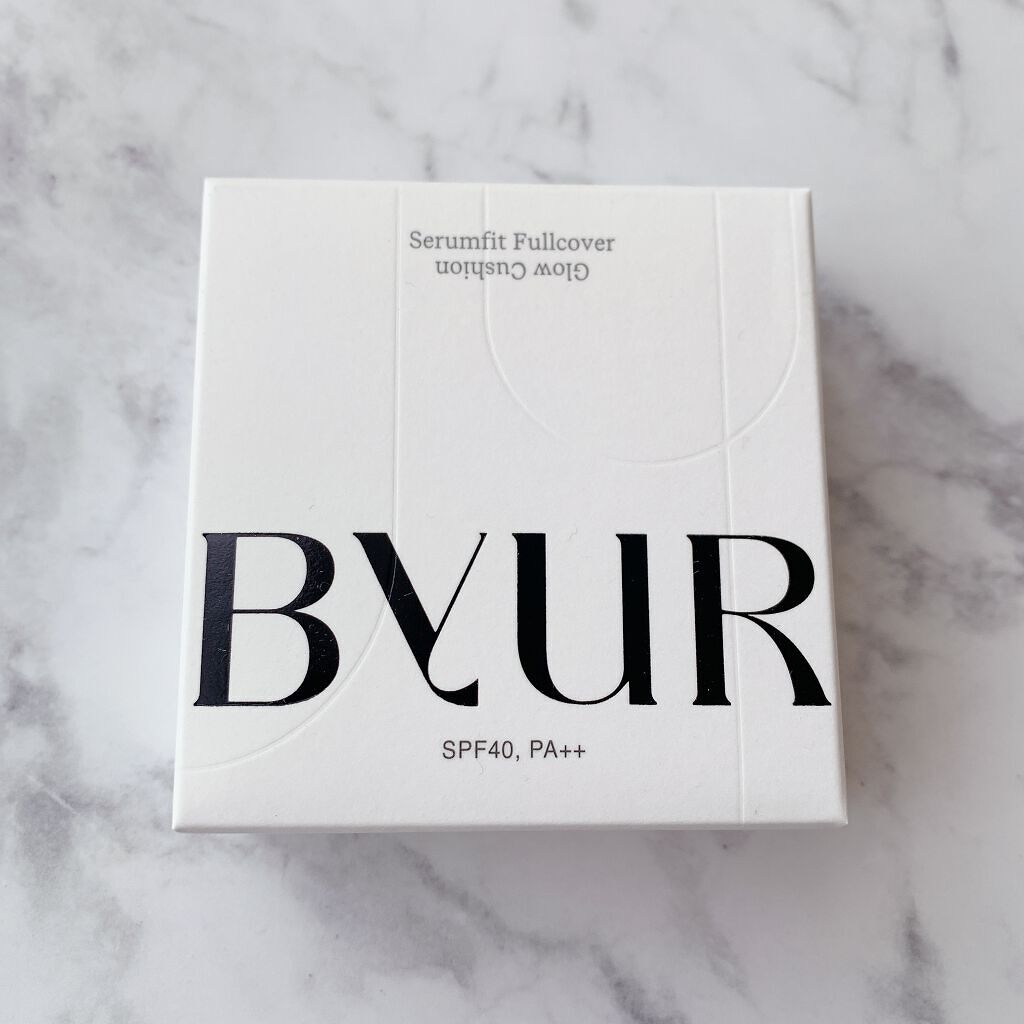 Serumfit Fullcover
Glow Cushion
BYUR
SPF40, PA++